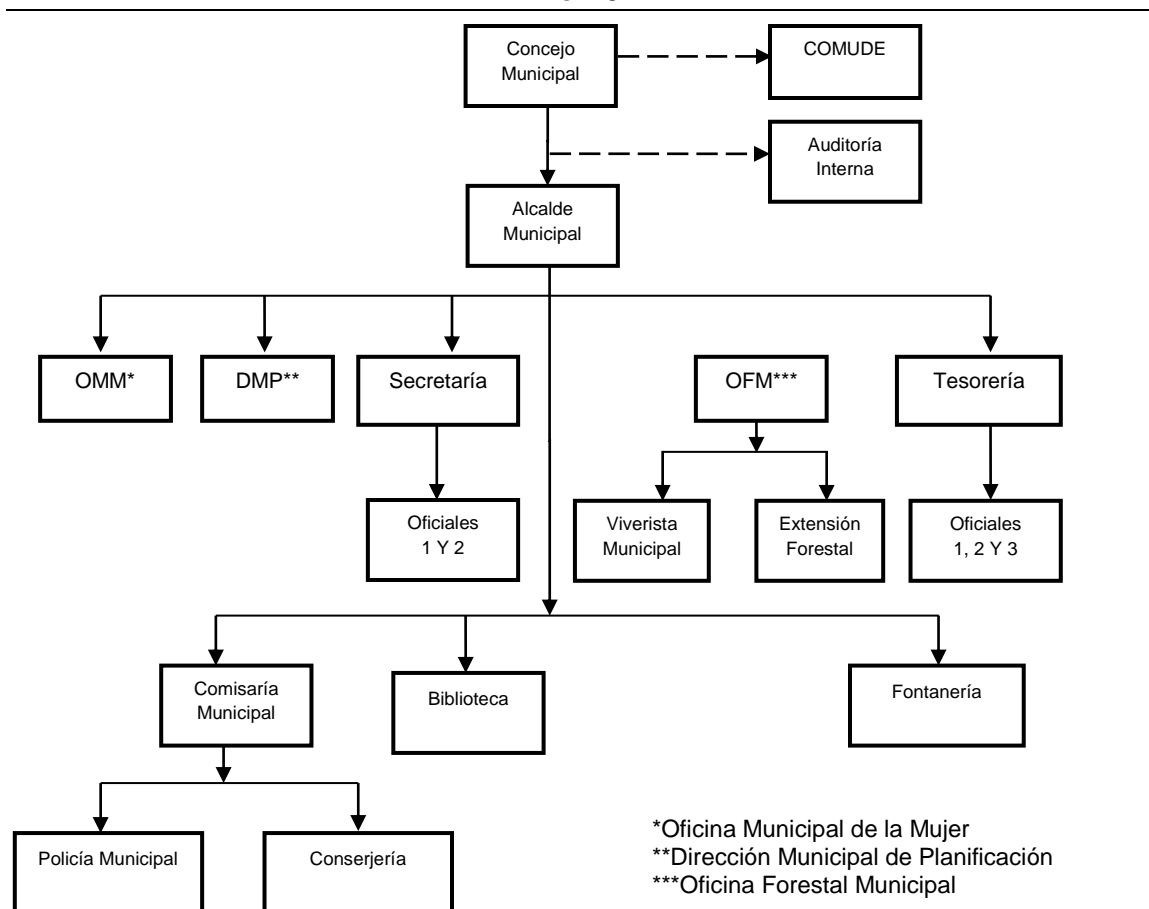 Concejo
Municipal
COMUDE
Auditoría
Interna
Alcalde
Municipal
OMM*
DMP**
Secretaría
OFM***
Tesorería
Oficiales
1 Y 2
Viverista
Municipal
Extensión
Forestal
Oficiales
1, 2 Y 3
Comisaría
Municipal
Biblioteca
Fontanería
Policía Municipal
Conserjería
*Oficina Municipal de la Mujer
**Dirección Municipal de Planificación
***Oficina Forestal Municipal